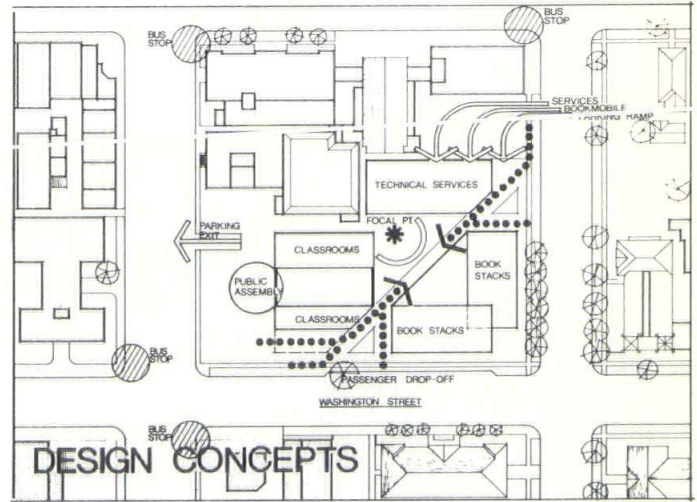 BUS
STOP
BUS
STOP
SERVICES
BOOKMOBILE
PARKING RAMP
TECHNICAL SERVICES
FOCAL PT.
PARKING
EXIT
CLASSROOMS
BOOK
STACKS
PUBLIC
ASSEMBLY
CLASSROOMS
BOOK STACKS
BUS
STOP
PASSENGER DROP-OFF
WASHINGTON STREET
BUS
STOP
DESIGN CONCEPTS